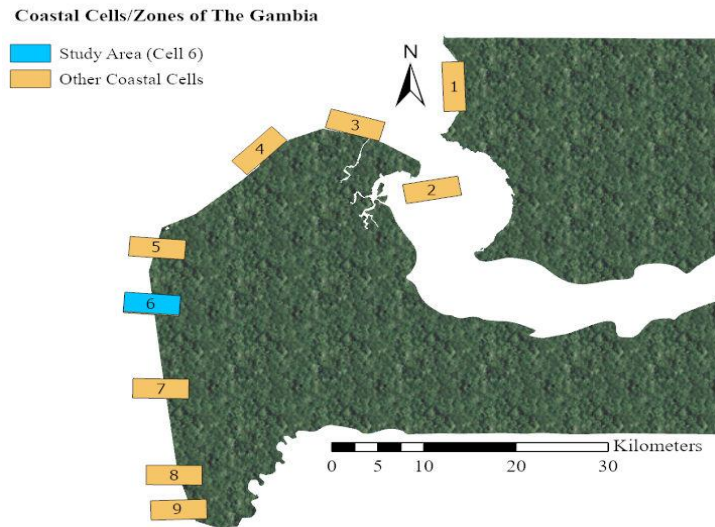 Coastal Cells/Zones of The Gambia
Study Area (Cell 6)
Other Coastal Cells
N
1
3
4
2
5
6
7
8
9
Kilometers
0 5 10 20 30